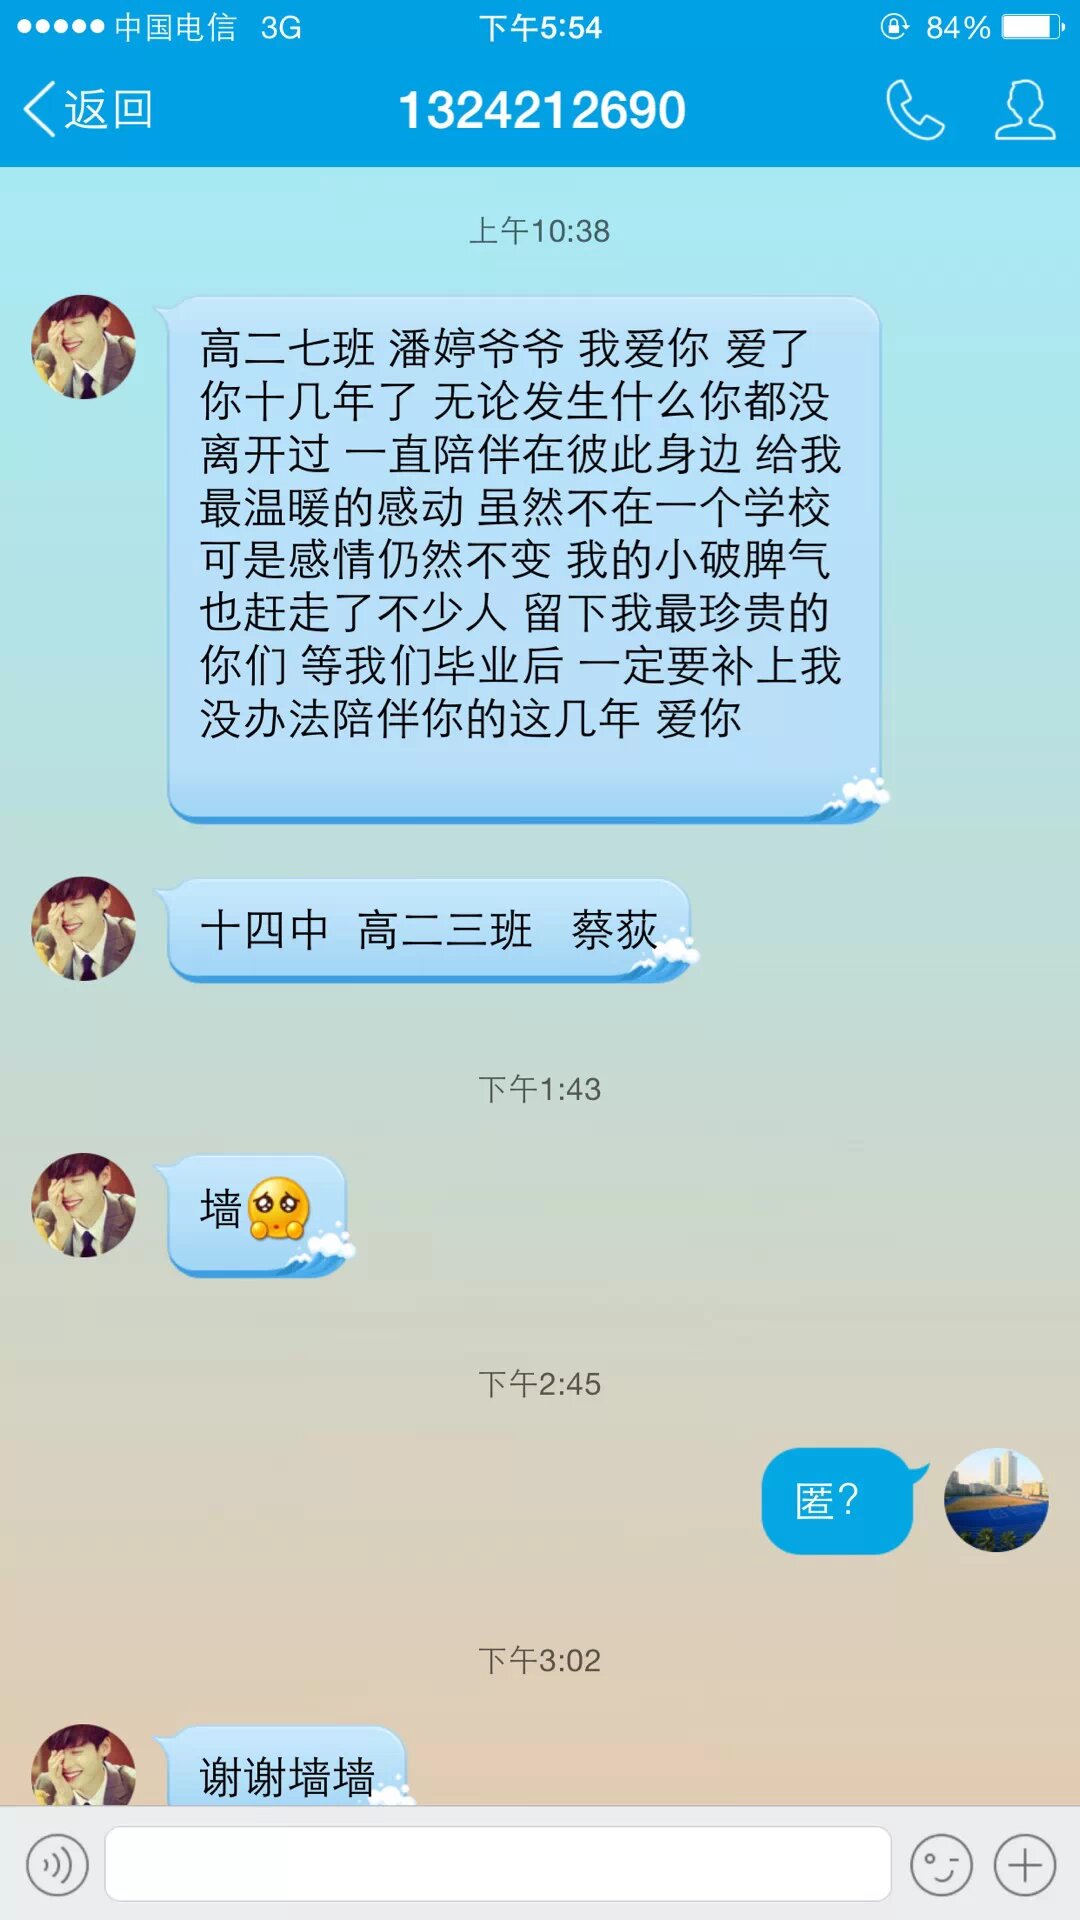 中国电信 3G 下午5:54 84%
返回 1324212690
上午10:38
高二七班 潘婷爷爷 我爱你 爱了
你十几年了 无论发生什么你都没
离开过 一直陪伴在彼此身边 给我
最温暖的感动 虽然不在一个学校
可是感情仍然不变 我的小破脾气
也赶走了不少人 留下我最珍贵的
你们 等我们毕业后 一定要补上我
没办法陪伴你的这几年 爱你
十四中 高二三班 蔡荻
下午1:43
墙
下午2:45
匿?
下午3:02
谢谢墙墙